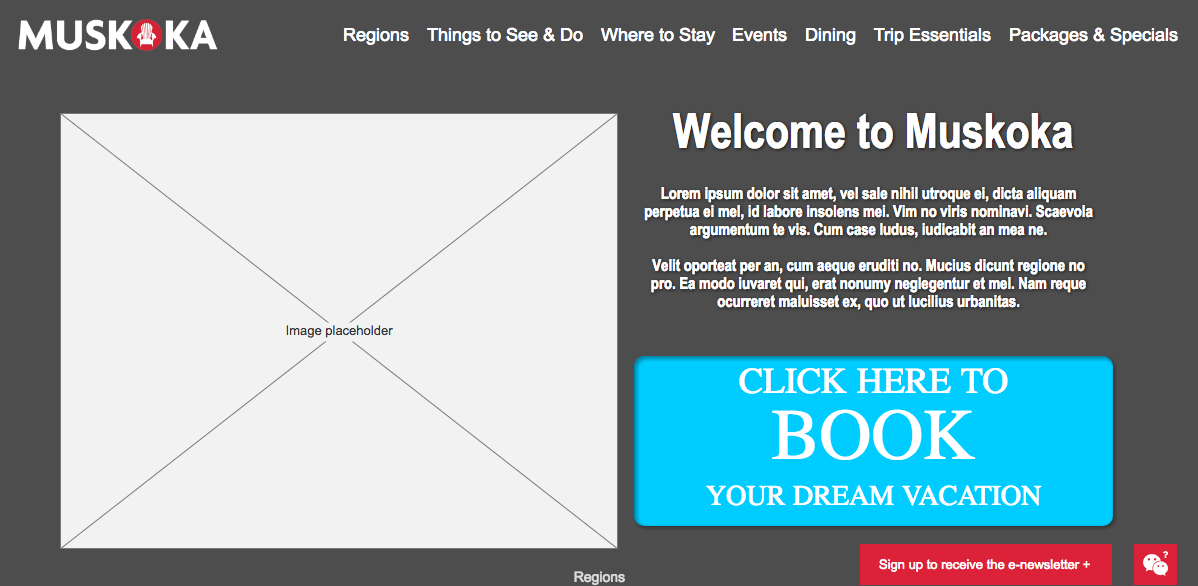 MUSKOKA
Regions Things to See & Do Where to Stay Events Dining Trip Essentials Packages & Specials
Image placeholder
Welcome to Muskoka
Lorem ipsum dolor sit amet, vel sale nihil utroque ei, dicta aliquam
perpetua ei mel, id labore insolens mei. Vim no viris nominavi. Scaevola
argumentum te vis. Cum case ludus, iudicabit an mea ne.
Velit oporteat per an, cum aeque eruditi no. Mucius dicunt regione no
pro. Ea modo iuvaret qui, erat nonumy neglegentur et mel. Nam reque
ocurreret maluisset ex, quo ut lucilius urbanitas.
CLICK HERE TO
BOOK
YOUR DREAM VACATION
Sign up to receive the e-newsletter +
?
Regions